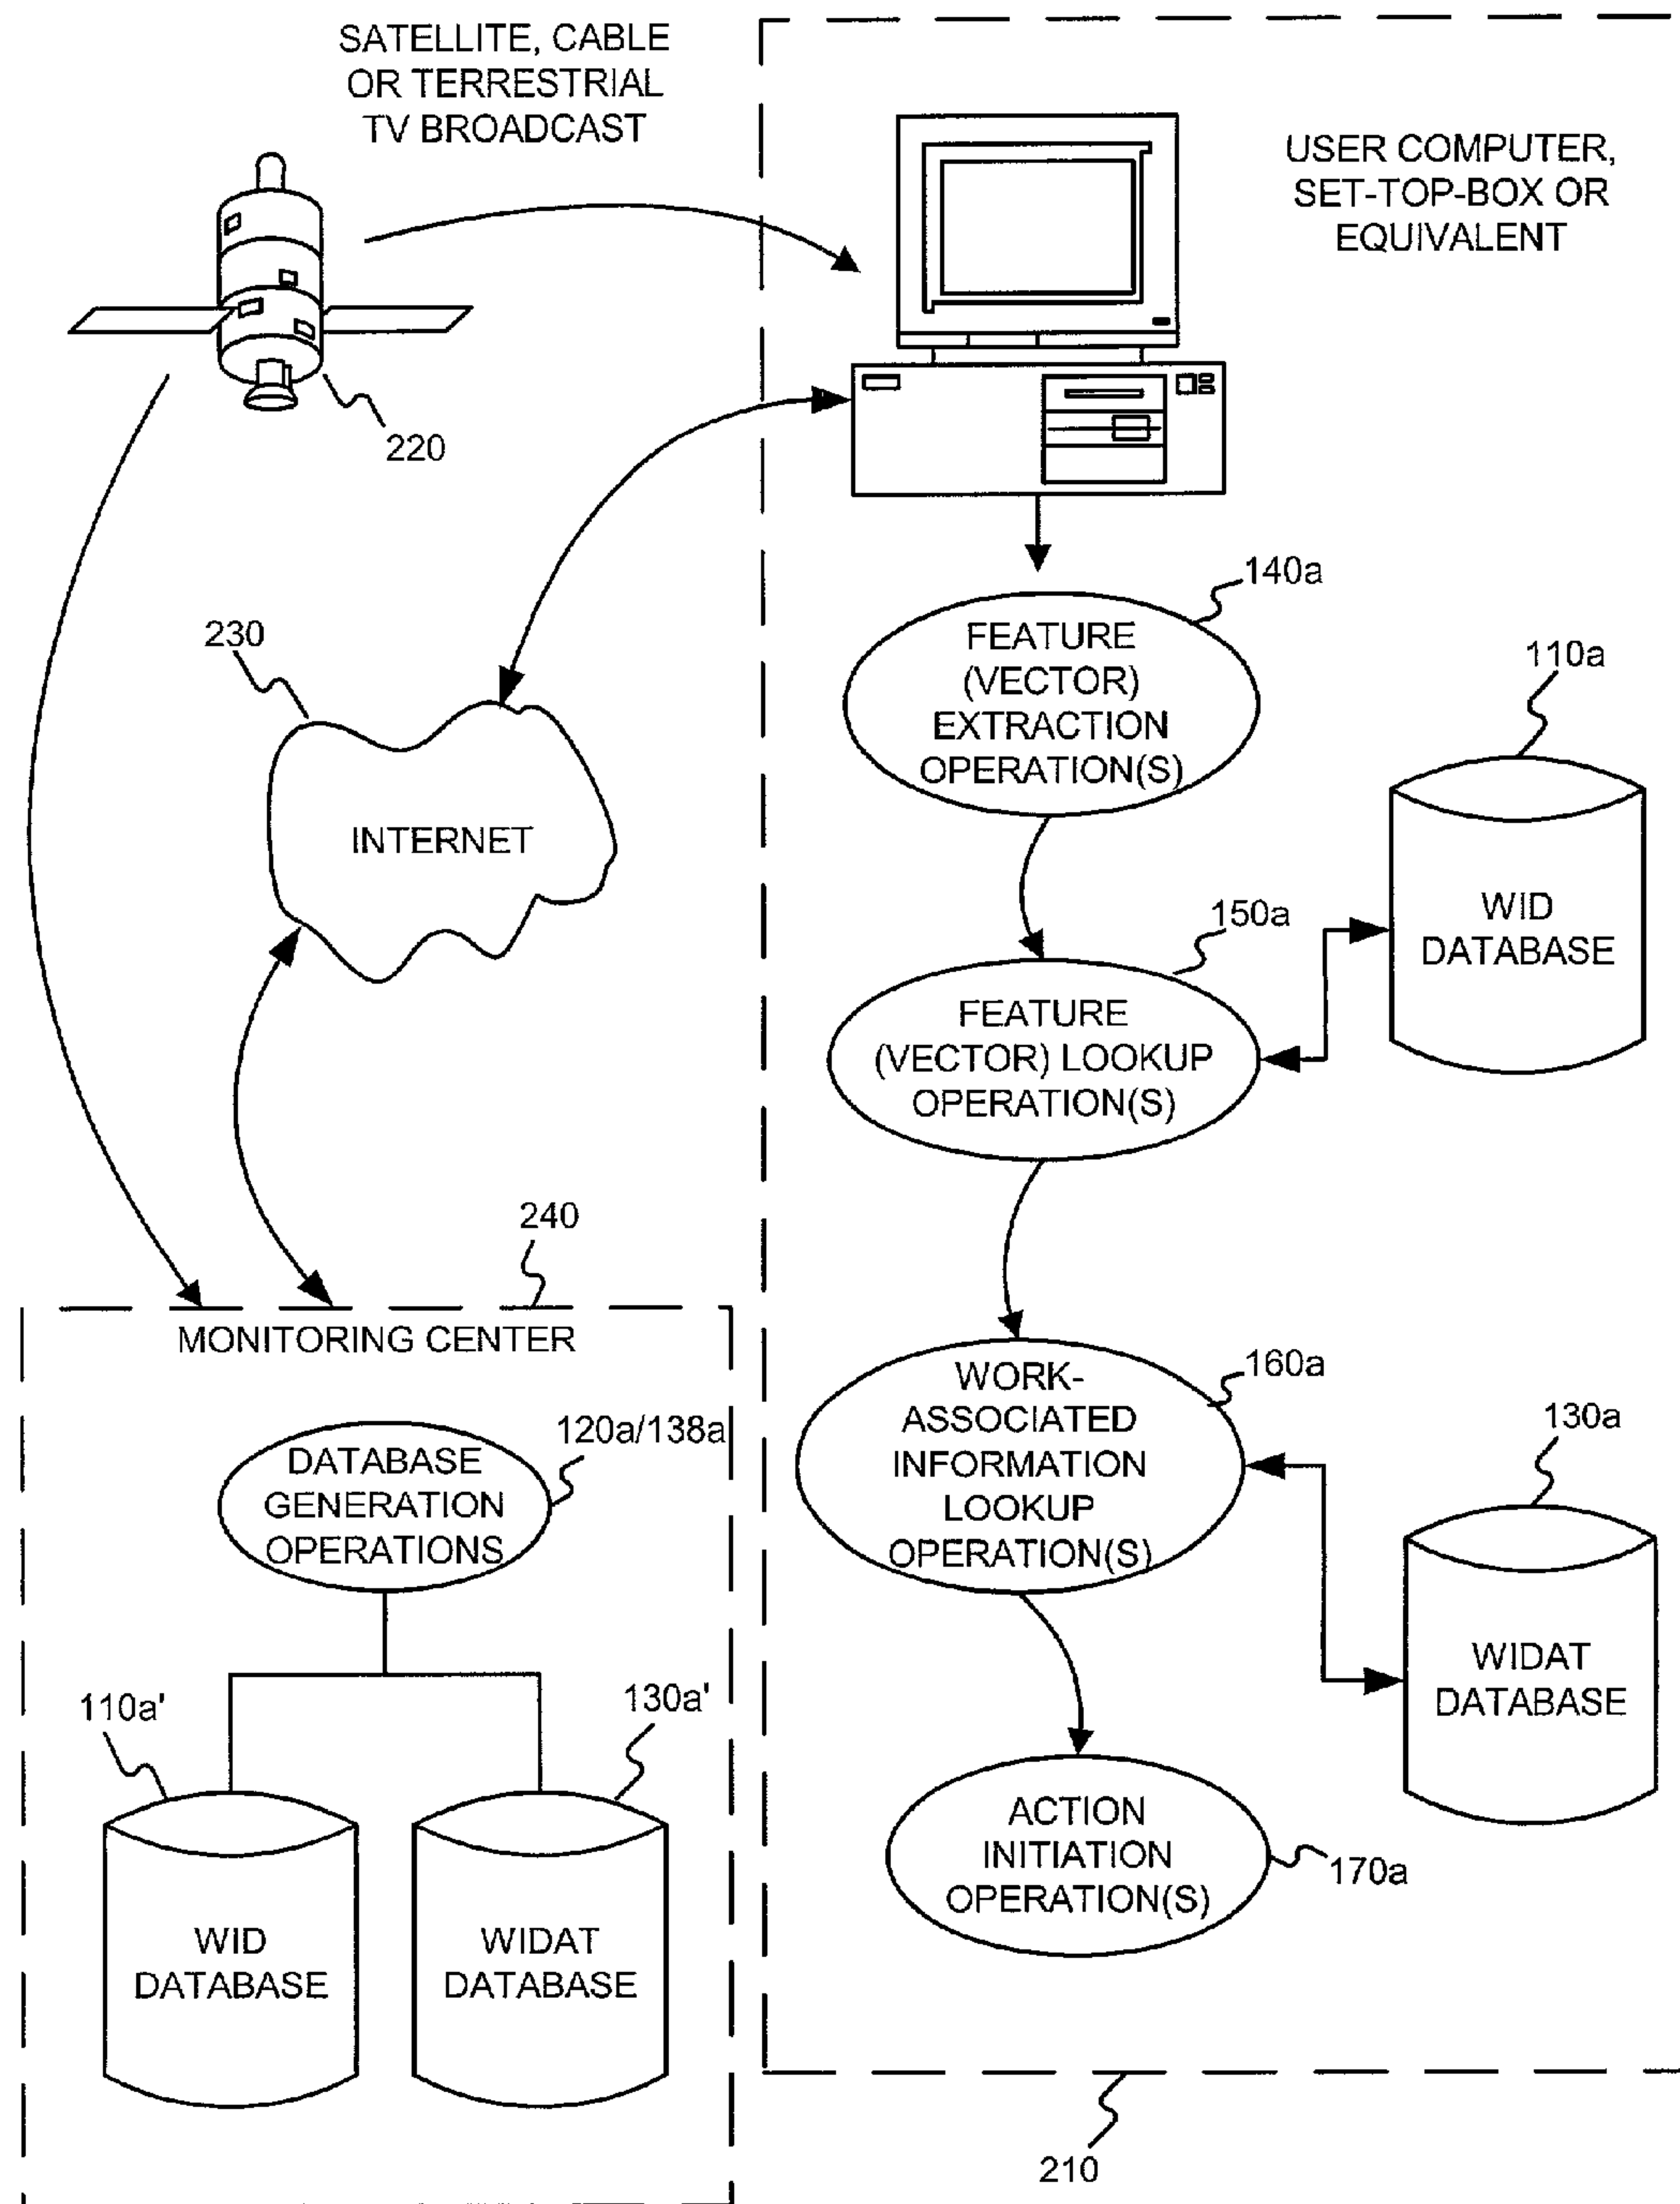 SATELLITE, CABLE
OR TERRESTRIAL
TV BROADCAST
USER COMPUTER,
SET-TOP-BOX OR
EQUIVALENT
220
140a
FEATURE
(VECTOR)
EXTRACTION
OPERATION(S)
230
INTERNET
110a
WID
DATABASE
150a
FEATURE
(VECTOR) LOOKUP
OPERATION(S)
240
MONITORING CENTER
160a
WORK-
ASSOCIATED
INFORMATION
LOOKUP
OPERATION(S)
130a
WIDAT
DATABASE
120a/138a
DATABASE
GENERATION
OPERATIONS
110a'
130a'
WID
DATABASE
WIDAT
DATABASE
ACTION
INITIATION
OPERATION(S)
170a
210